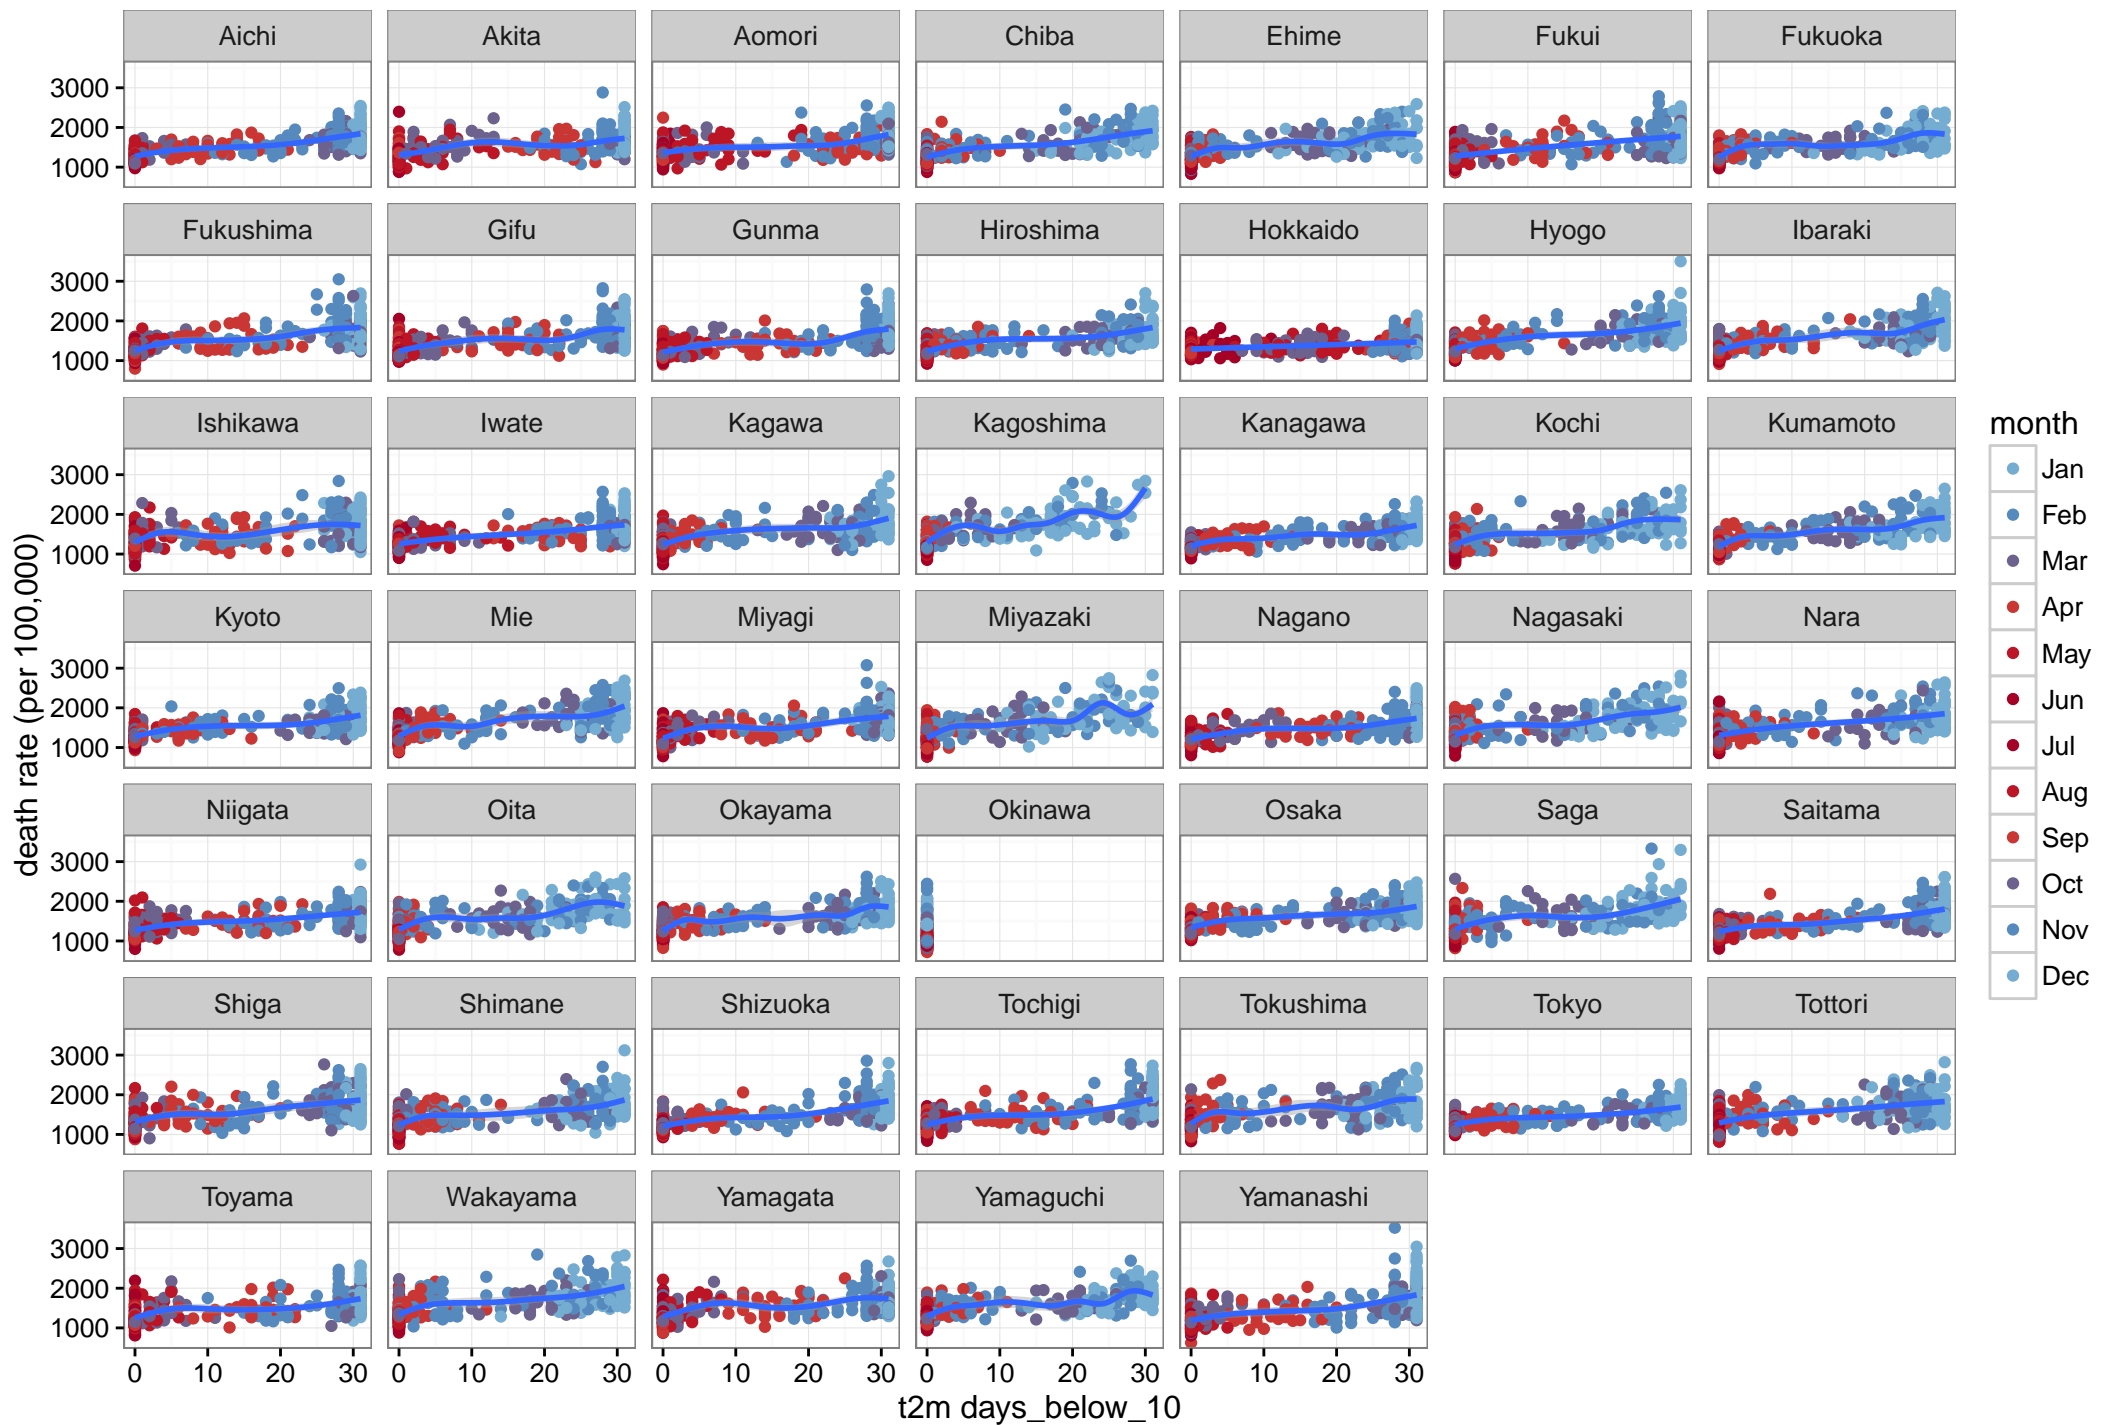 Aichi Akita Aomori Chiba Ehime Fukui Fukuoka
3000
2000
1000
Fukushima Gifu Gunma Hiroshima Hokkaido Hyogo Ibaraki
3000
2000
1000
Ishikawa Iwate Kagawa Kagoshima Kanagawa Kochi Kumamoto
3000
2000
1000
Kyoto Mie Miyagi Miyazaki Nagano Nagasaki Nara
3000
2000
1000
Niigata Oita Okayama Okinawa Osaka Saga Saitama
3000
2000
1000
Shiga Shimane Shizuoka Tochigi Tokushima Tokyo Tottori
3000
2000
1000
Toyama Wakayama Yamagata Yamaguchi Yamanashi
3000
2000
1000
0 10 20 30 0 10 20 30 0 10 20 30 0 10 20 30 0 10 20 30
t2m days_below_10
death rate (per 100,000)
month
Jan
Feb
Mar
Apr
May
Jun
Jul
Aug
Sep
Oct
Nov
Dec